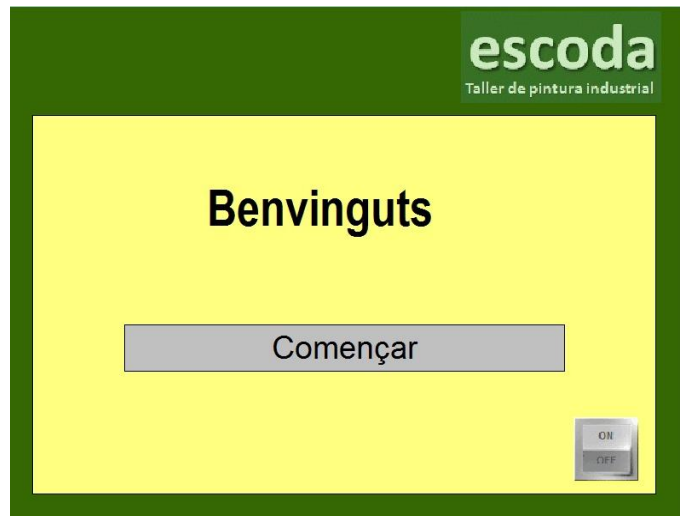 escoda
Taller de pintura industrial
Benvinguts
Començar
ON
OFF